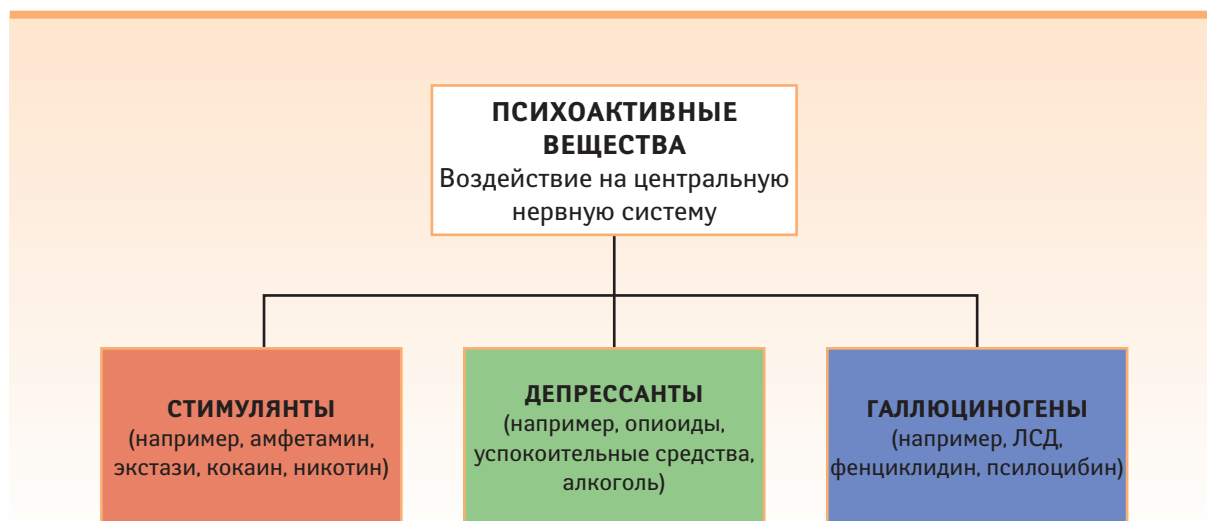 ПСИХОАКТИВНЫЕ
ВЕЩЕСТВА
Воздействие на центральную
нервную систему
СТИМУЛЯНТЫ
(например, амфетамин,
экстази, кокаин, никотин)
ДЕПРЕССАНТЫ
(например, опиоиды,
успокоительные средства,
алкоголь)
ГАЛЛЮЦИНОГЕНЫ
(например, ЛСД,
фенциклидин, псилоцибин)